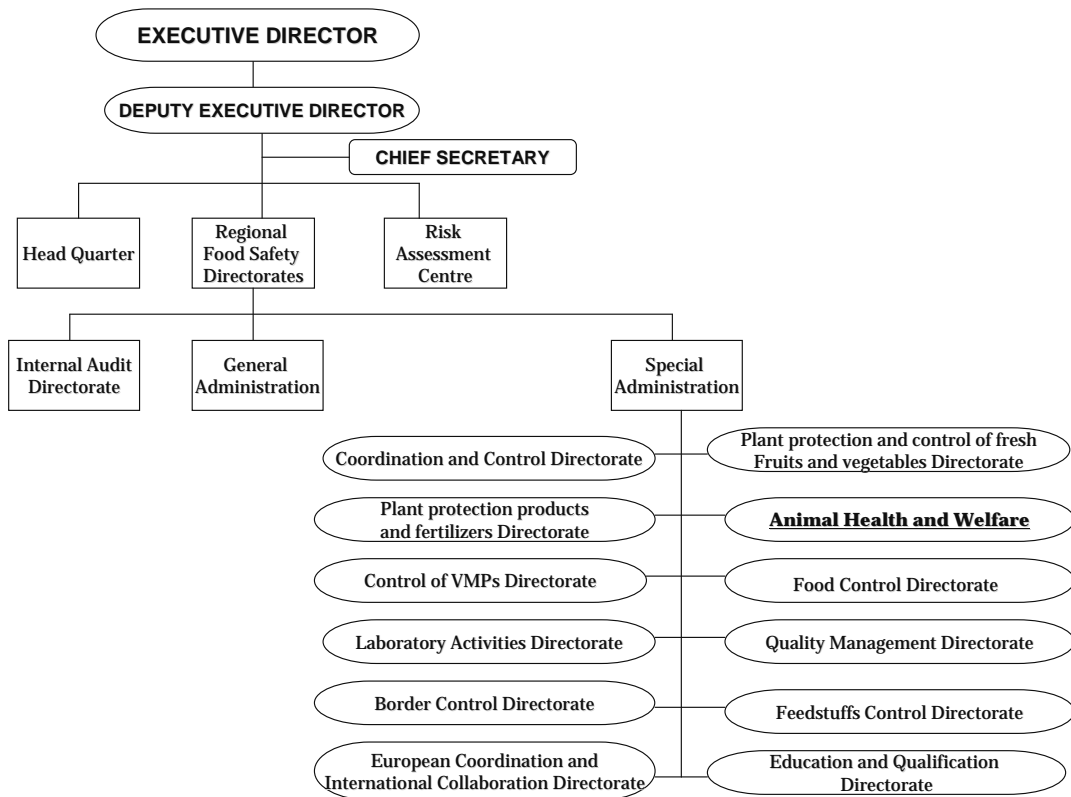 EXECUTIVE DIRECTOR
DEPUTY EXECUTIVE DIRECTOR
CHIEF SECRETARY
Head Quarter
Regional
Food Safety
Directorates
Risk
Assessment
Centre
Internal Audit
Directorate
General
Administration
Special
Administration
Coordination and Control Directorate
Plant protection and control of fresh
Fruits and vegetables Directorate
Plant protection products
and fertilizers Directorate
Animal Health and Welfare
Control of VMPs Directorate
Food Control Directorate
Laboratory Activities Directorate
Quality Management Directorate
Border Control Directorate
Feedstuffs Control Directorate
European Coordination and
International Collaboration Directorate
Education and Qualification
Directorate